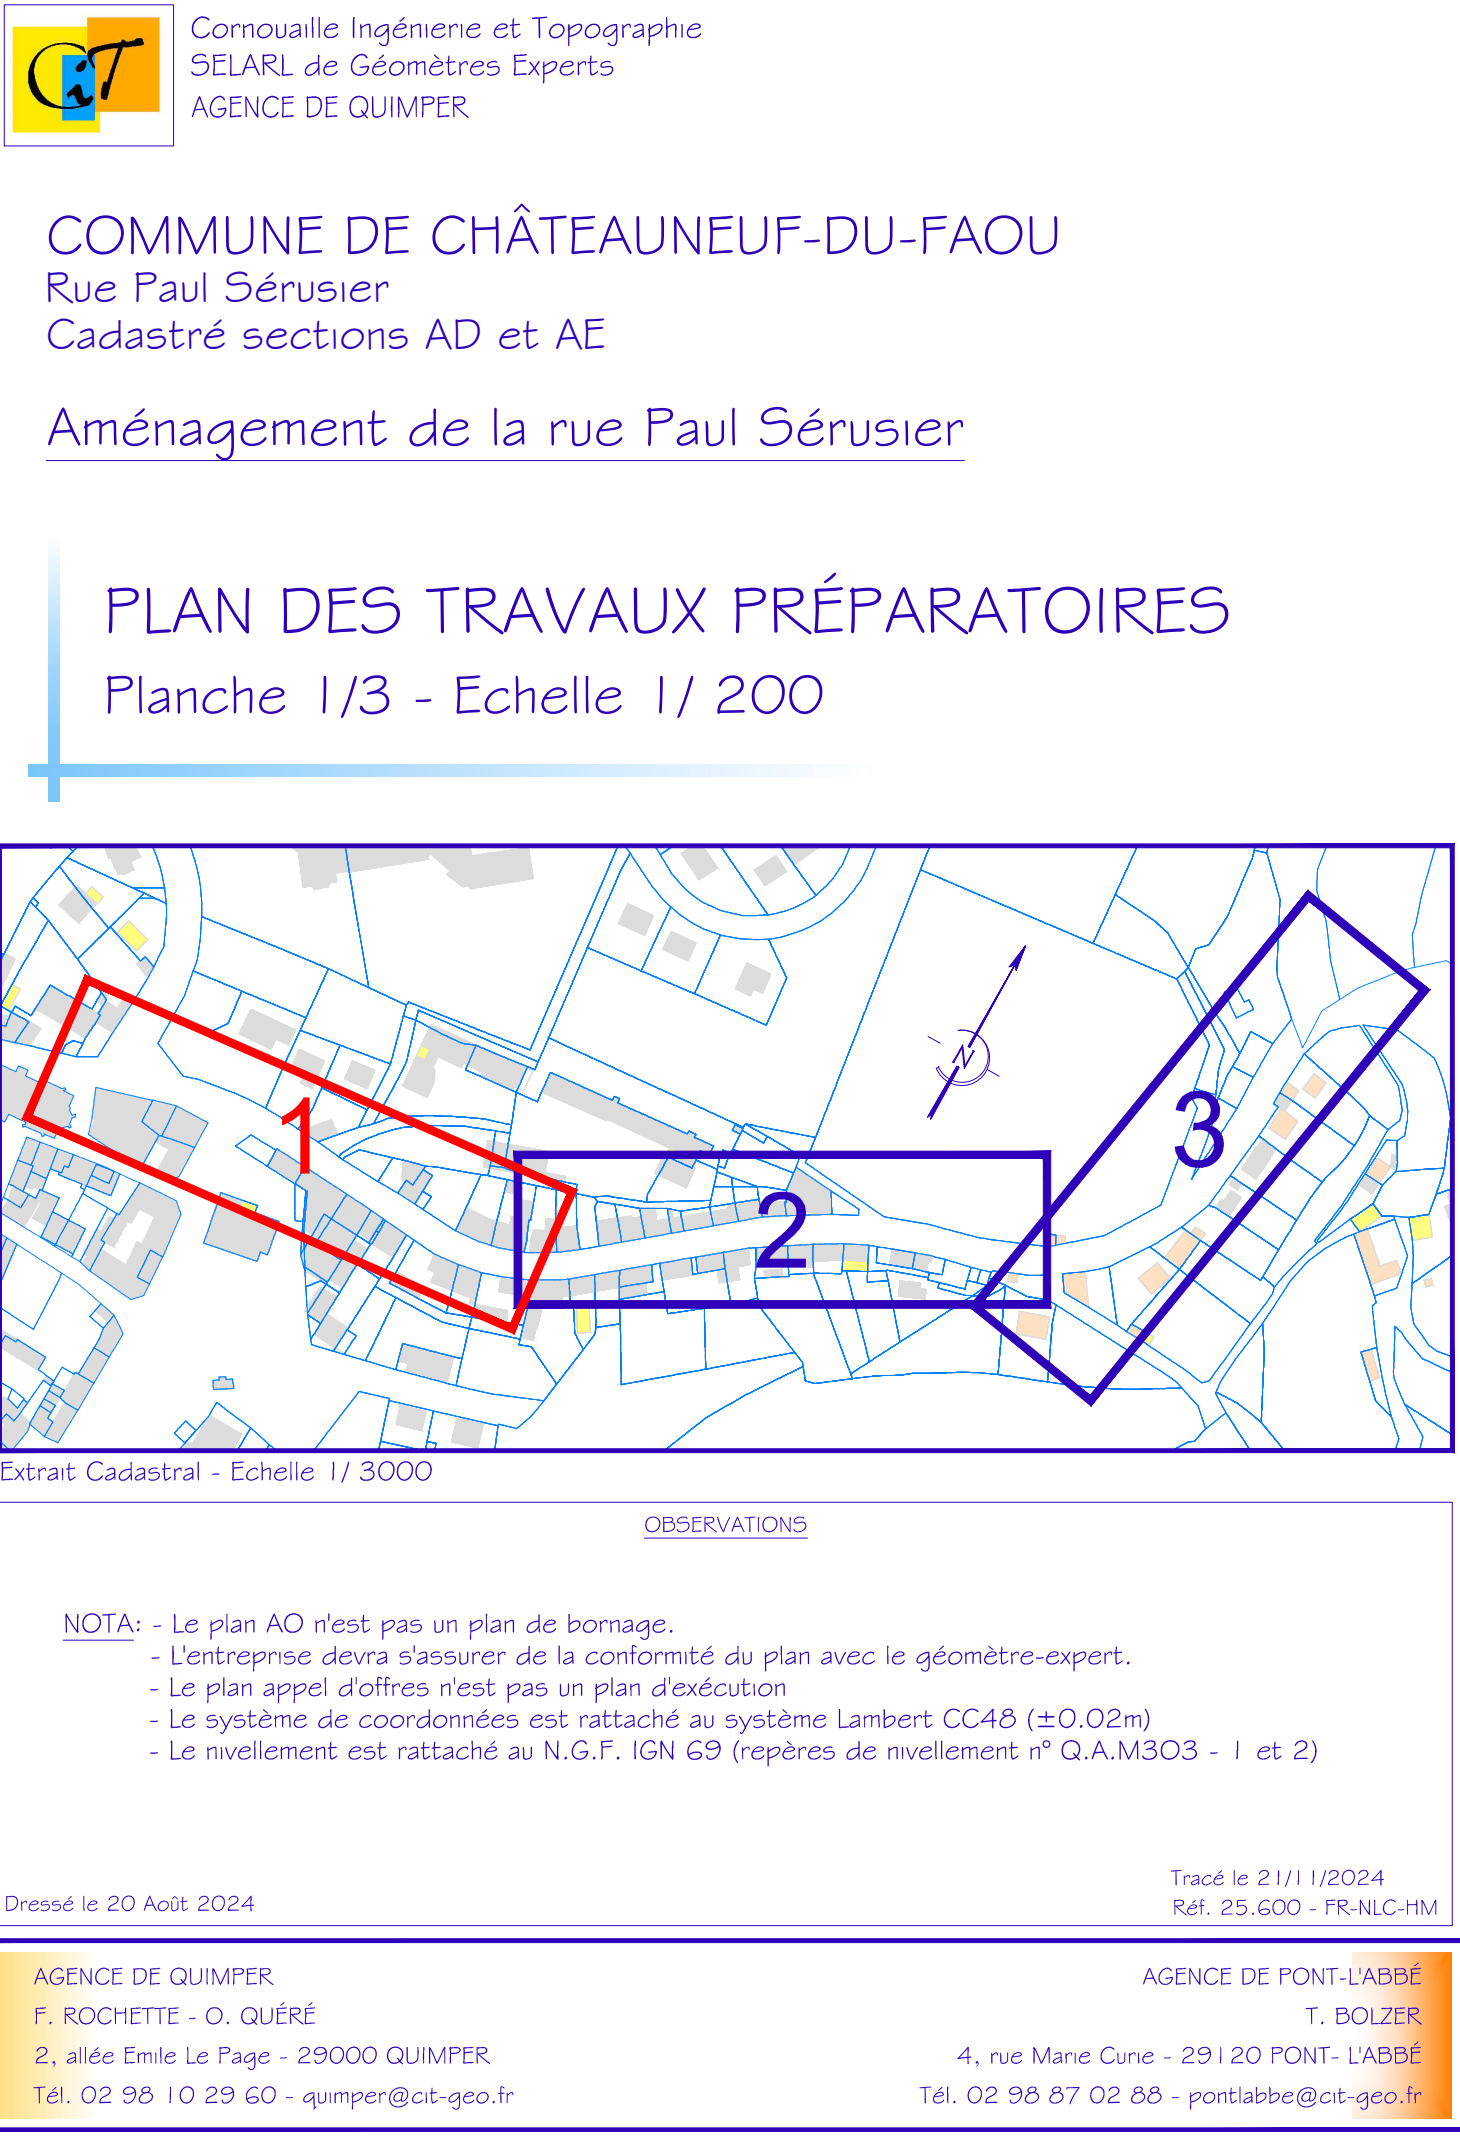 CiT
Cornouaille Ingénierie et Topographie
SELARL de Géomètres Experts
AGENCE DE QUIMPER
COMMUNE DE CHÂTEAUNEUF-DU-FAOU
Rue Paul Sérusier
Cadastré sections AD et AE
Aménagement de la rue Paul Sérusier
PLAN DES TRAVAUX PRÉPARATOIRES
Planche 1/3 - Echelle 1/ 200
N
1
2
3
Extrait Cadastral - Echelle 1/ 3000
OBSERVATIONS
NOTA: - Le plan AO n'est pas un plan de bornage.
- L'entreprise devra s'assurer de la conformité du plan avec le géomètre-expert.
- Le plan appel d'offres n'est pas un plan d'exécution
- Le système de coordonnées est rattaché au système Lambert CC48 (±0.02m)
- Le nivellement est rattaché au N.G.F. IGN 69 (repères de nivellement n° Q.A.M3O3 - 1 et 2)
Tracé le 21/11/2024
Dressé le 20 Août 2024
Réf. 25.600 - FR-NLC-HM
AGENCE DE QUIMPER
F. ROCHETTE - O. QUÉRÉ
2, allée Emile Le Page - 29000 QUIMPER
Tél. 02 98 10 29 60 - quimper@cit-geo.fr
AGENCE DE PONT-L'ABBÉ
T. BOLZER
4, rue Marie Curie - 29120 PONT- L'ABBÉ
Tél. 02 98 87 02 88 - pontlabbe@cit-geo.fr